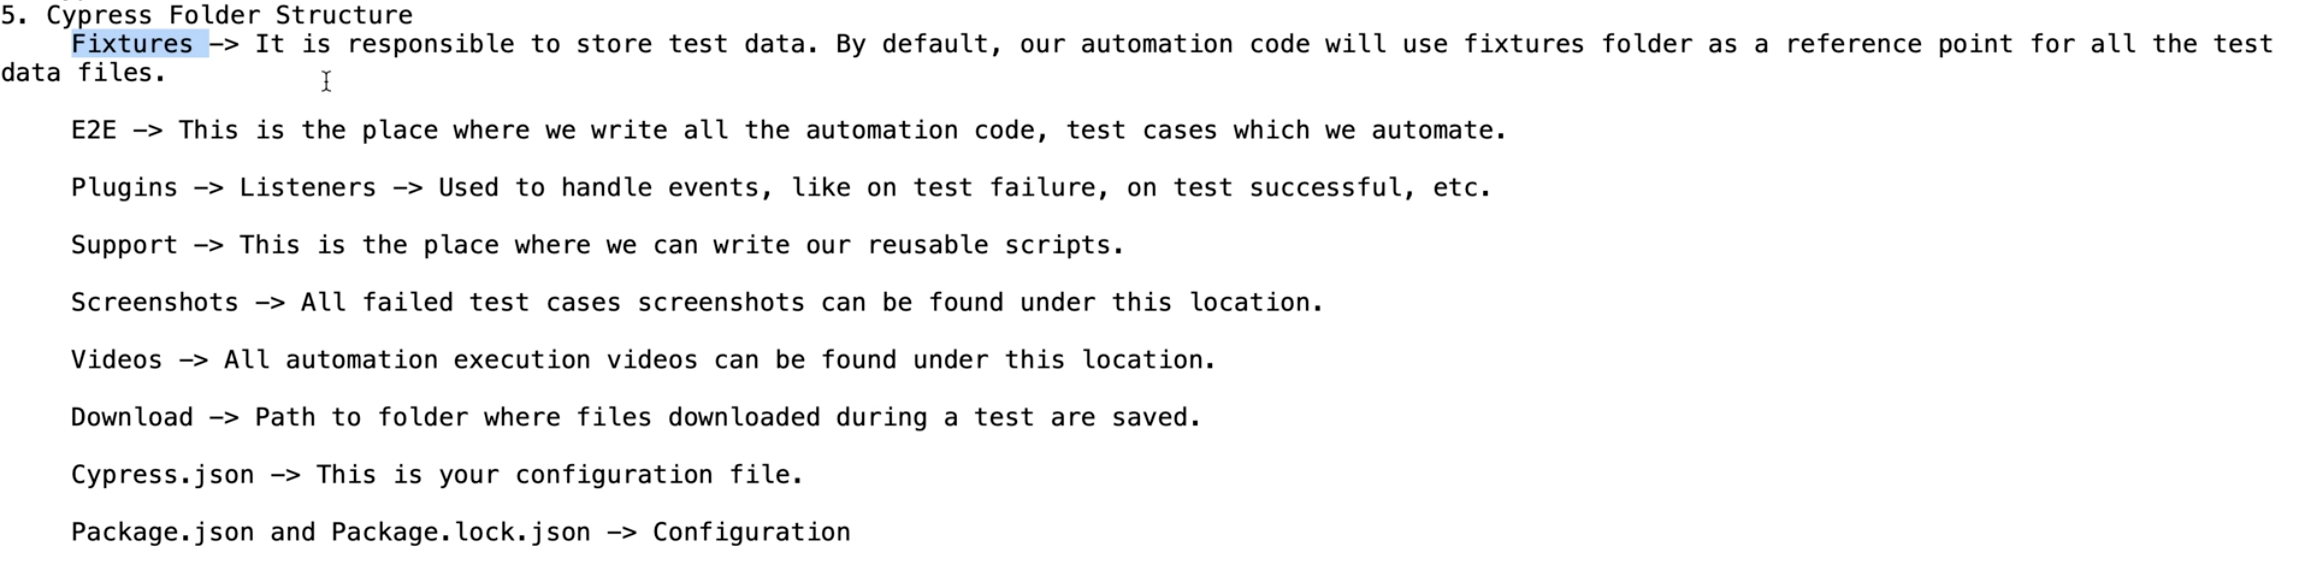 5. Cypress Folder Structure
Fixtures —> It is responsible to store test data. By default, our automation code will use fixtures folder as a reference point for all the test
data files.
E2E —> This is the place where we write all the automation code, test cases which we automate.
Plugins —> Listeners —> Used to handle events, like on test failure, on test successful, etc.
Support —> This is the place where we can write our reusable scripts.
Screenshots —> All failed test cases screenshots can be found under this location.
Videos —> All automation execution videos can be found under this location.
Download —> Path to folder where files downloaded during a test are saved.
Cypress.json —> This is your configuration file.
Package.json and Package.lock.json —> Configuration